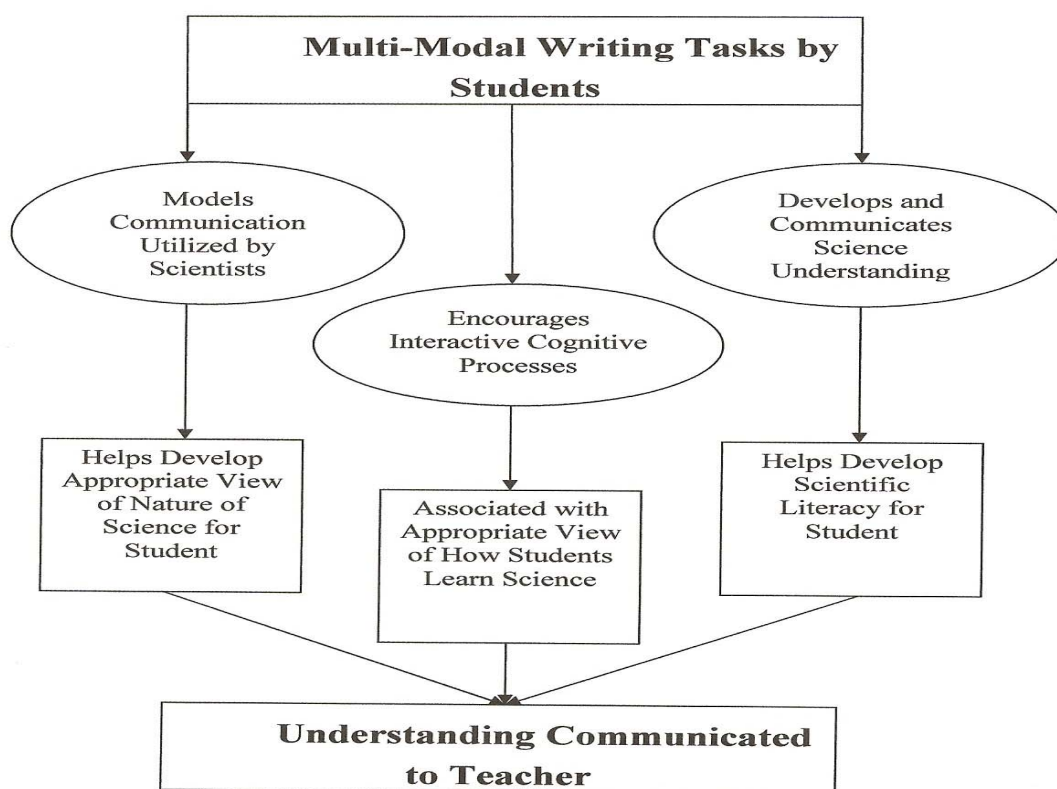 Multi-Modal Writing Tasks by
Students
Models
Communication
Utilized by
Scientists
Encourages
Interactive Cognitive
Processes
Develops and
Communicates
Science
Understanding
Helps Develop
Appropriate View
of Nature of
Science for
Student
Associated with
Appropriate View
of How Students
Learn Science
Helps Develop
Scientific
Literacy for
Student
Understanding Communicated
to Teacher